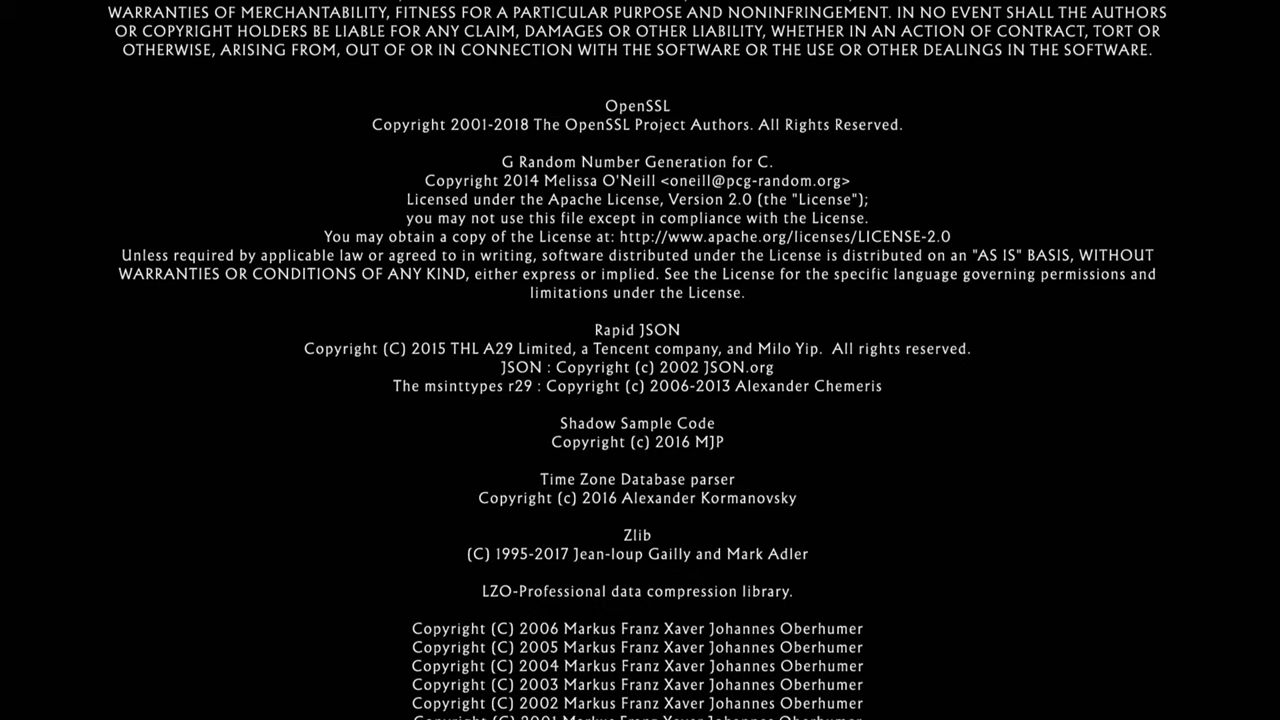 WARRANTIES OF MERCHANTABILITY, FITNESS FOR A PARTICULAR PURPOSE AND NONINFRINGEMENT. IN NO EVENT SHALL THE AUTHORS
OR COPYRIGHT HOLDERS BE LIABLE FOR ANY CLAIM, DAMAGES OR OTHER LIABILITY, WHETHER IN AN ACTION OF CONTRACT, TORT OR
OTHERWISE, ARISING FROM, OUT OF OR IN CONNECTION WITH THE SOFTWARE OR THE USE OR OTHER DEALINGS IN THE SOFTWARE.
OpenSSL
Copyright 2001-2018 The OpenSSL Project Authors. All Rights Reserved.
G Random Number Generation for C.
Copyright 2014 Melissa O'Neill <oneill@pcg-random.org>
Licensed under the Apache License, Version 2.0 (the "License");
you may not use this file except in compliance with the License.
You may obtain a copy of the License at: http://www.apache.org/licenses/LICENSE-2.0
Unless required by applicable law or agreed to in writing, software distributed under the License is distributed on an "AS IS" BASIS, WITHOUT
WARRANTIES OR CONDITIONS OF ANY KIND, either express or implied. See the License for the specific language governing permissions and
limitations under the License.
Rapid JSON
Copyright (C) 2015 THL A29 Limited, a Tencent company, and Milo Yip. All rights reserved.
JSON : Copyright (c) 2002 JSON.org
The msinttypes r29 : Copyright (c) 2006-2013 Alexander Chemeris
Shadow Sample Code
Copyright (c) 2016 MJP
Time Zone Database parser
Copyright (c) 2016 Alexander Kormanovsky
Zlib
(C) 1995-2017 Jean-loup Gailly and Mark Adler
LZO-Professional data compression library.
Copyright (C) 2006 Markus Franz Xaver Johannes Oberhumer
Copyright (C) 2005 Markus Franz Xaver Johannes Oberhumer
Copyright (C) 2004 Markus Franz Xaver Johannes Oberhumer
Copyright (C) 2003 Markus Franz Xaver Johannes Oberhumer
Copyright (C) 2002 Markus Franz Xaver Johannes Oberhumer